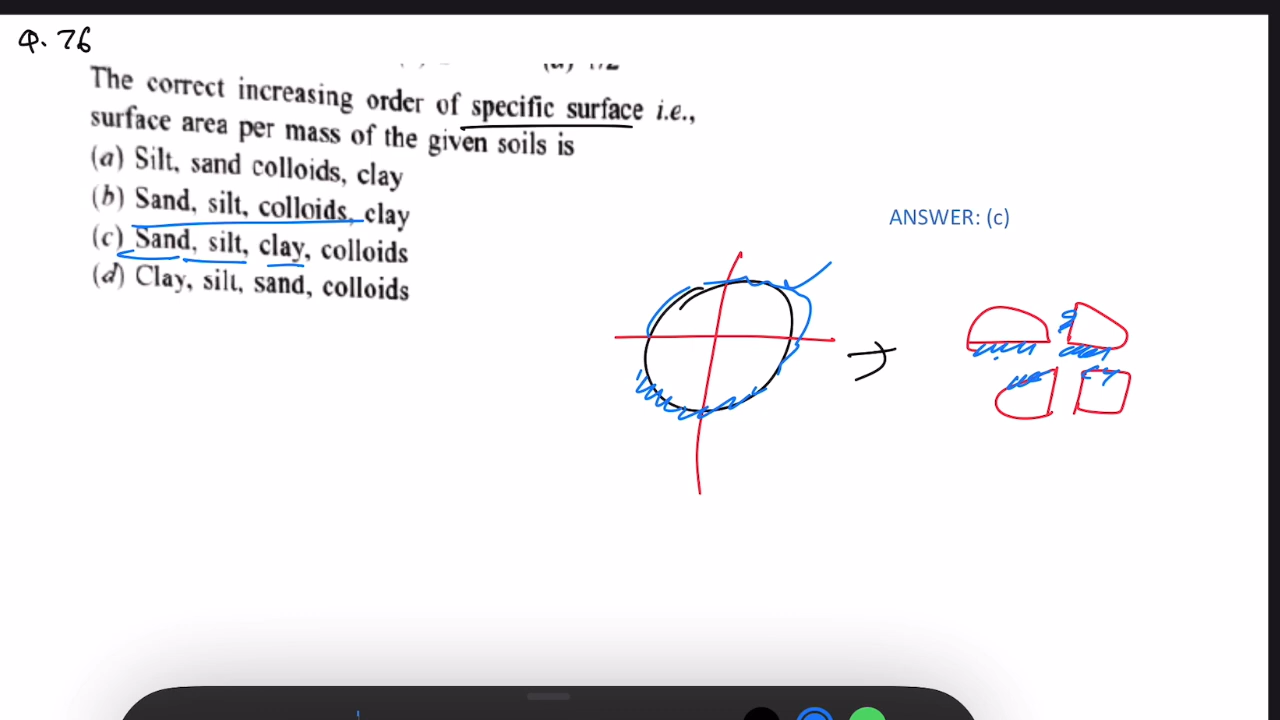 Q. 76
The correct increasing order of specific surface i.e.,
surface area per mass of the given soils is
(a) Silt, sand colloids, clay
(b) Sand, silt, colloids, clay
(c) Sand, silt, clay, colloids
(d) Clay, silt, sand, colloids
ANSWER: (c)